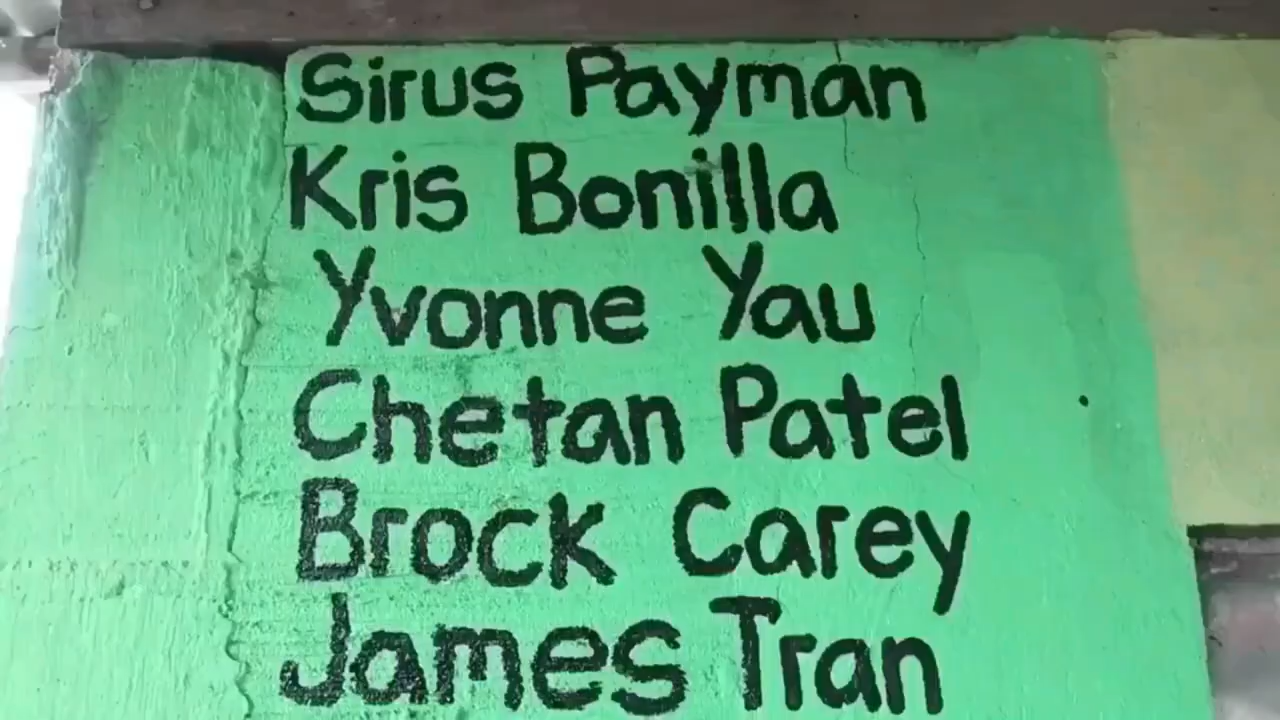 Sirus Payman
Kris Bonilla
Yvonne Yau
Chetan Patel
Brock Carey
James Tran